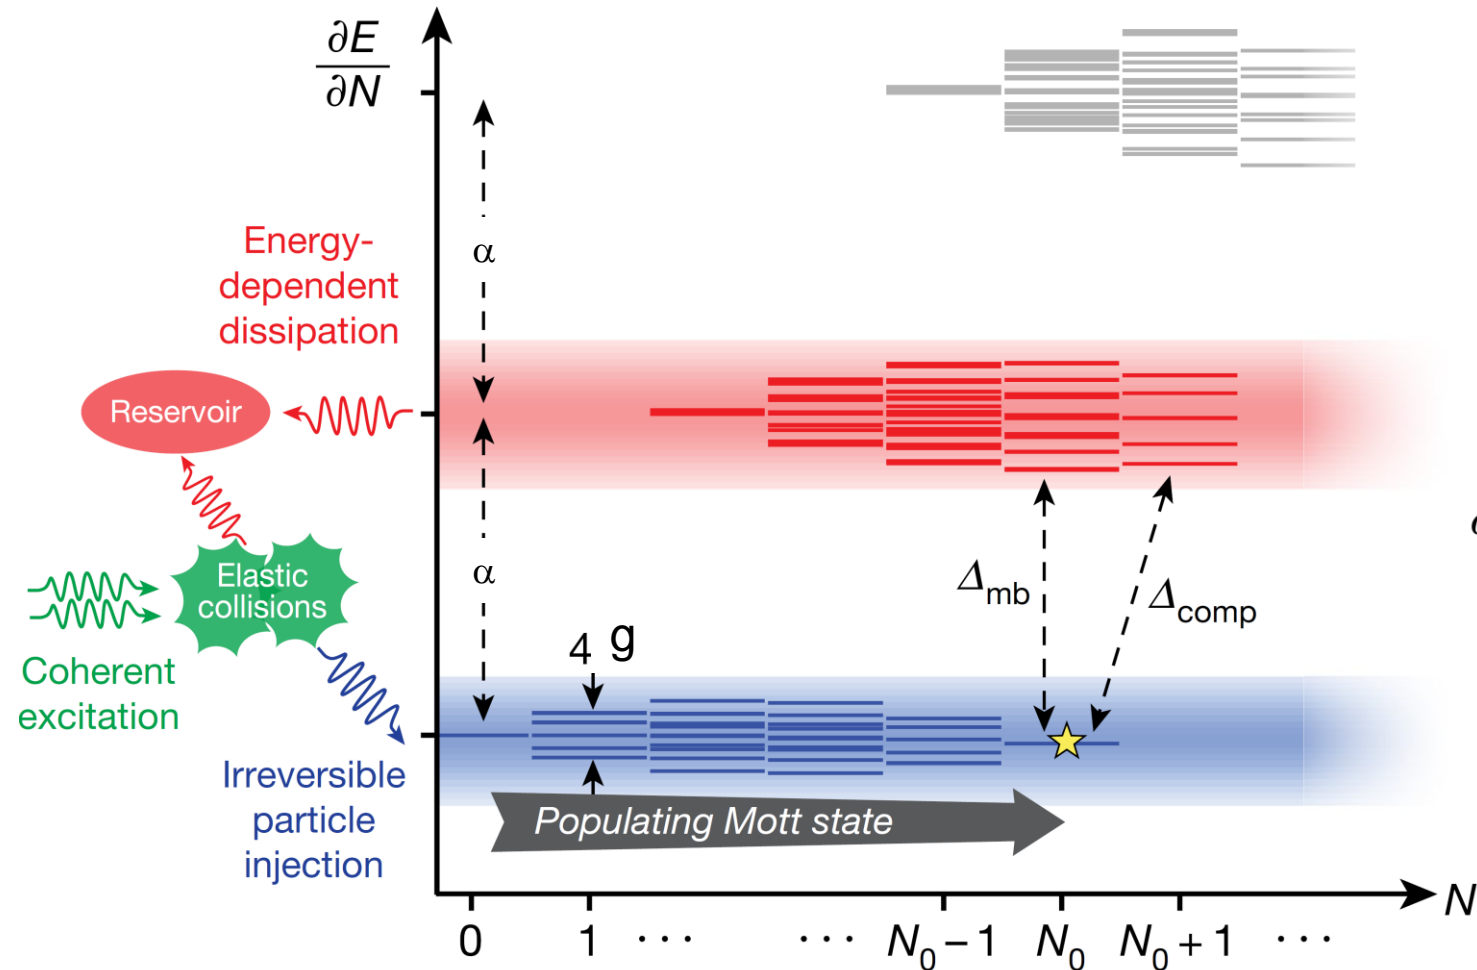 ∂E
∂N
α
Energy-
dependent
dissipation
Reservoir
Elastic
collisions
α
Δmb
Δcomp
4 g
Coherent
excitation
Irreversible
particle
injection
Populating Mott state
N
0 1 ··· ··· N₀−1 N₀ N₀+1 ···